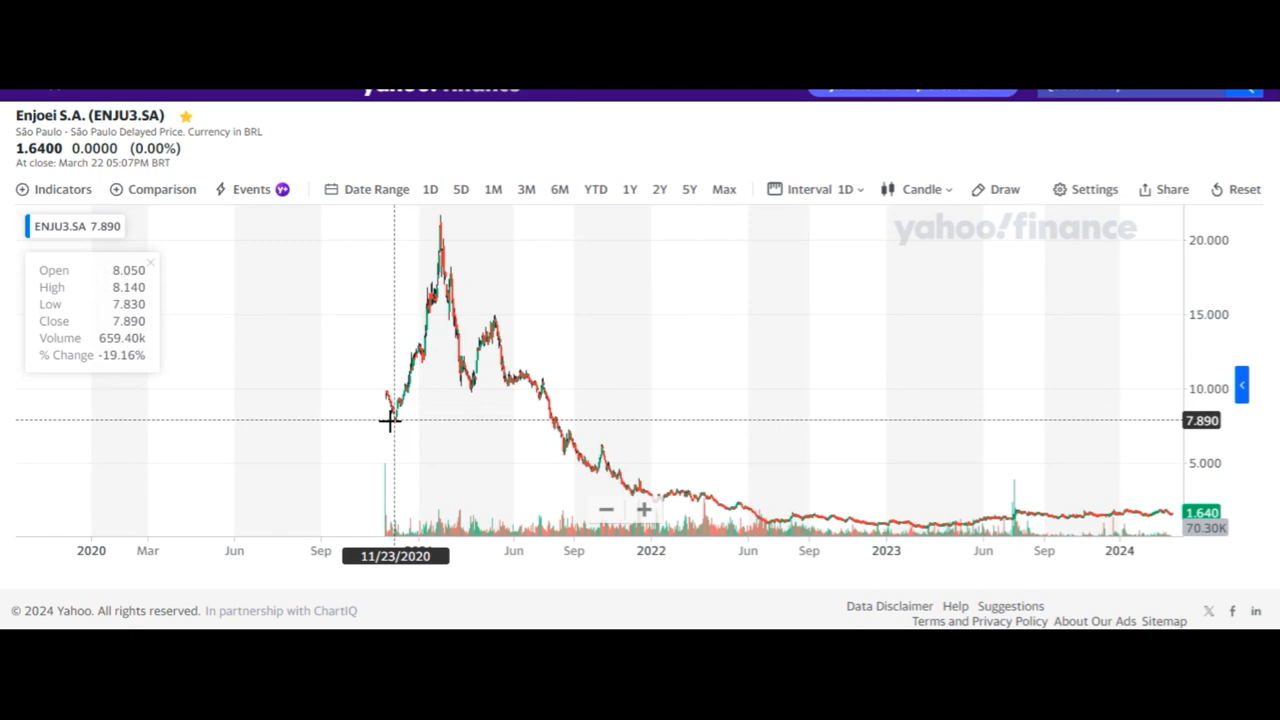 yahoo! finance
Enjoei S.A. (ENJU3.SA)
São Paulo - São Paulo Delayed Price. Currency in BRL
1.6400 0.0000 (0.00%)
At close: March 22 05:07PM BRT
Indicators Comparison Events Y+ Date Range 1D 5D 1M 3M 6M YTD 1Y 2Y 5Y Max Interval 1D Candle Draw Settings Share Reset
ENJU3.SA 7.890
yahoo!finance
Open 8.050
High 8.140
Low 7.830
Close 7.890
Volume 659.40k
% Change -19.16%
20.000
15.000
10.000
7.890
5.000
1.640
70.30K
2020 Mar Jun Sep Jun Sep 2022 Jun Sep 2023 Jun Sep 2024
11/23/2020
© 2024 Yahoo. All rights reserved. In partnership with ChartIQ
Data Disclaimer Help Suggestions
Terms and Privacy Policy About Our Ads Sitemap